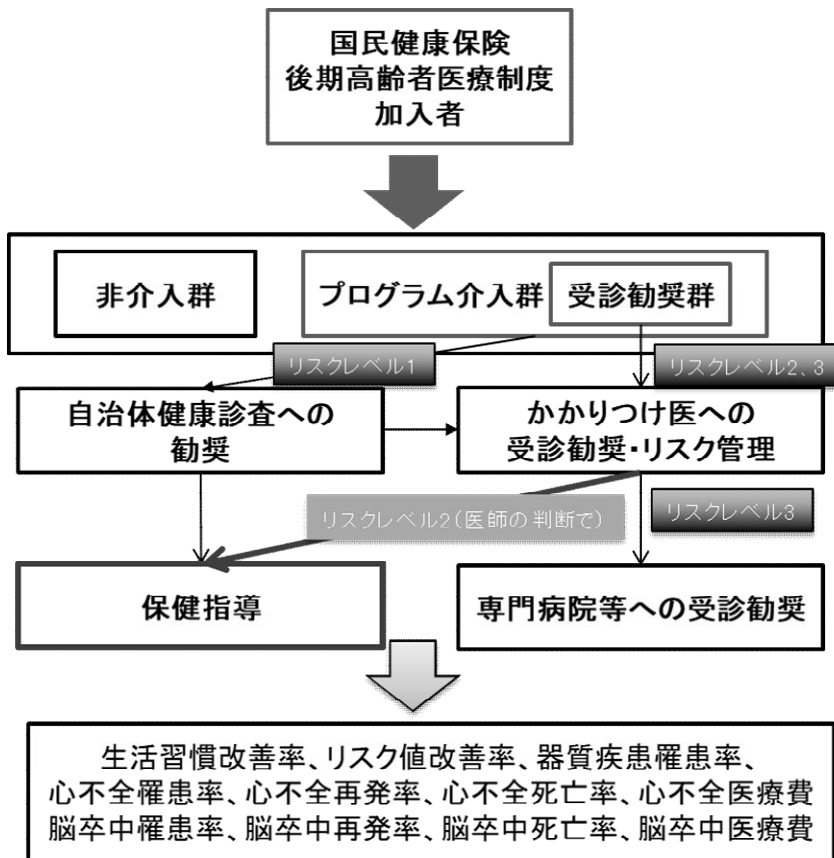 国民健康保険
後期高齢者医療制度
加入者
非介入群
プログラム介入群
受診勧奨群
リスクレベル1
リスクレベル2、3
自治体健康診査への
勧奨
かかりつけ医への
受診勧奨・リスク管理
リスクレベル2（医師の判断で）
リスクレベル3
保健指導
専門病院等への受診勧奨
生活習慣改善率、リスク値改善率、器質疾患罹患率、
心不全罹患率、心不全再発率、心不全死亡率、心不全医療費
脳卒中罹患率、脳卒中再発率、脳卒中死亡率、脳卒中医療費